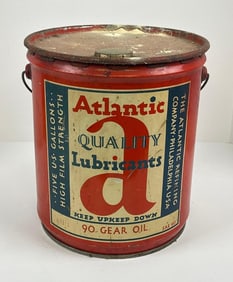 ··FIVE US GALLONS··
HIGH FILM STRENGTH
Atlantic
a
QUALITY
Lubricants
KEEP UPKEEP DOWN
90 GEAR OIL
THE ATLANTIC REFINING
COMPANY·PHILADELPHIA·USA